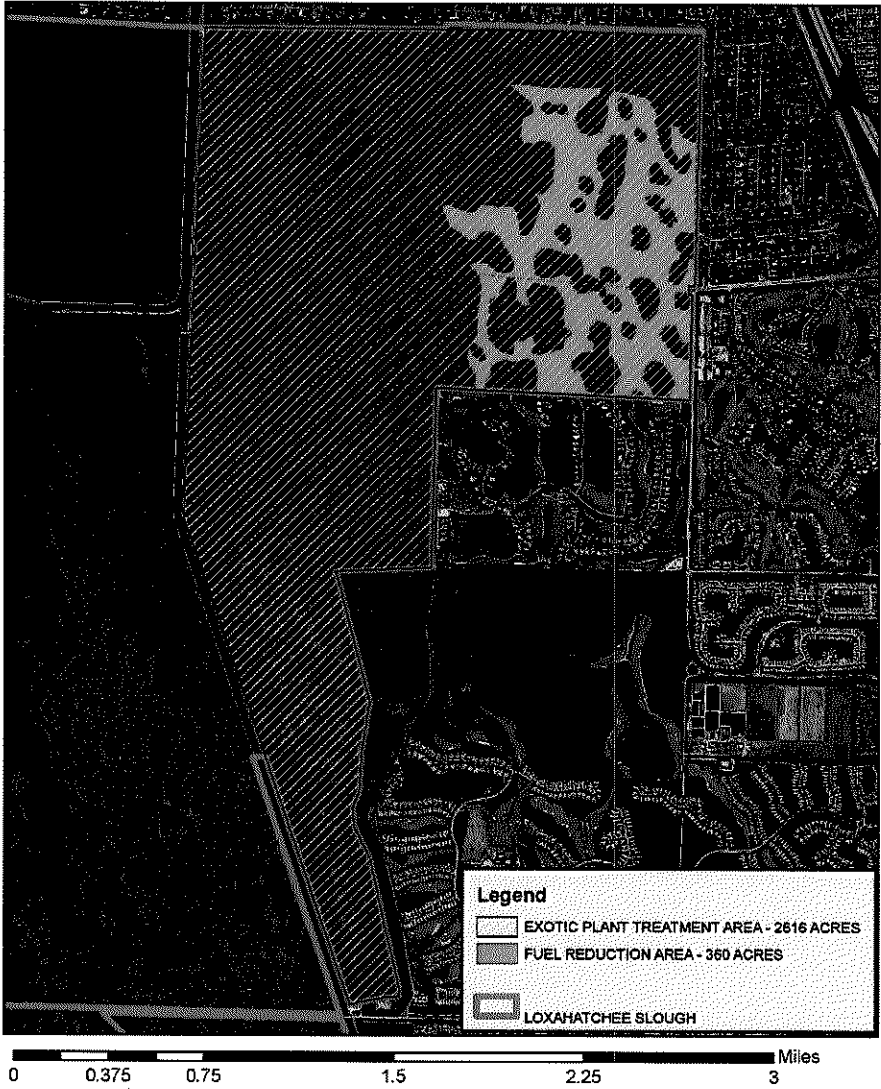 Legend
EXOTIC PLANT TREATMENT AREA - 2616 ACRES
FUEL REDUCTION AREA - 360 ACRES
LOXAHATCHEE SLOUGH
Miles
0 0.375 0.75 1.5 2.25 3